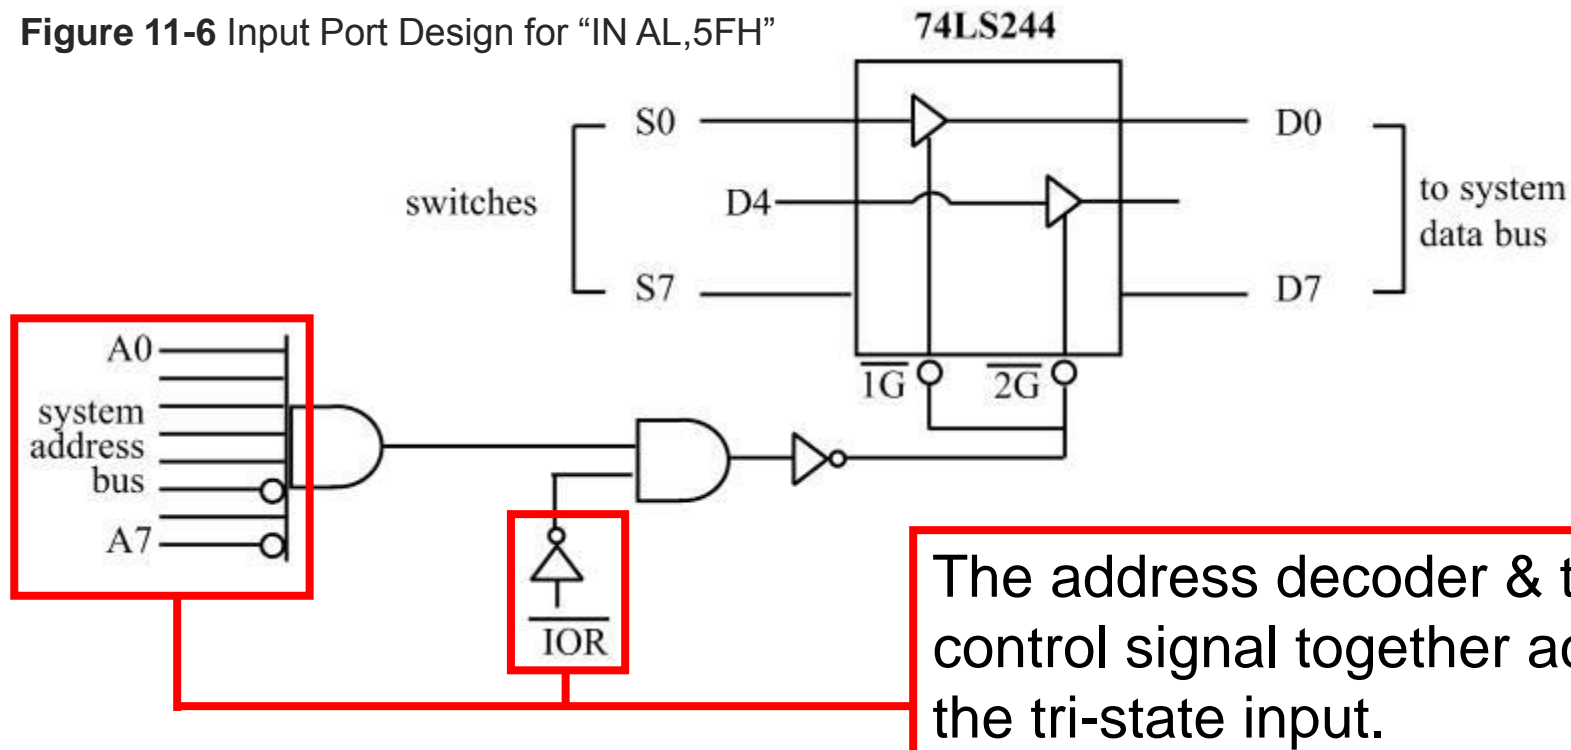 Figure 11-6 Input Port Design for “IN AL,5FH”
74LS244
S0
D0
switches
D4
to system
data bus
S7
D7
A0
system
address
bus
A7
1G
2G
IOR
The address decoder &
control signal together
the tri-state input.